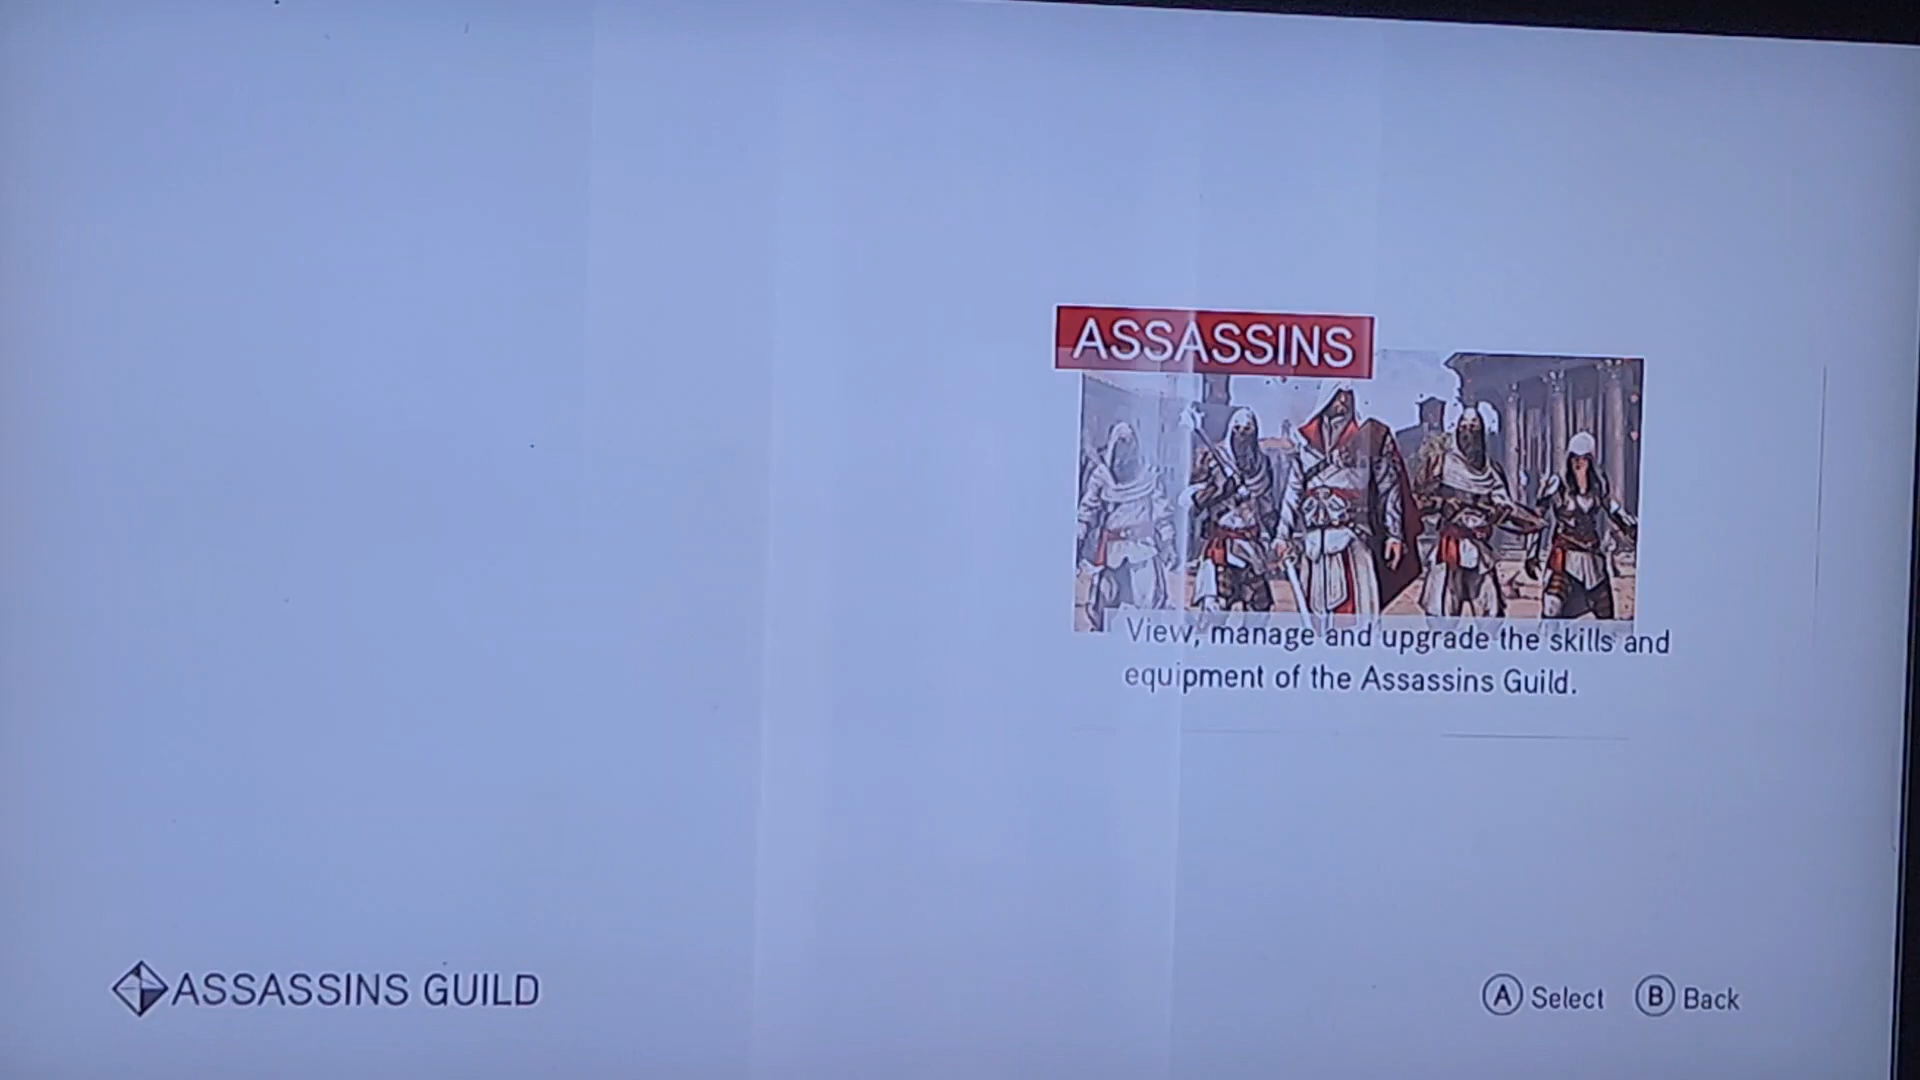 ASSASSINS
View, manage and upgrade the skills and
equipment of the Assassins Guild.
ASSASSINS GUILD
A Select B Back